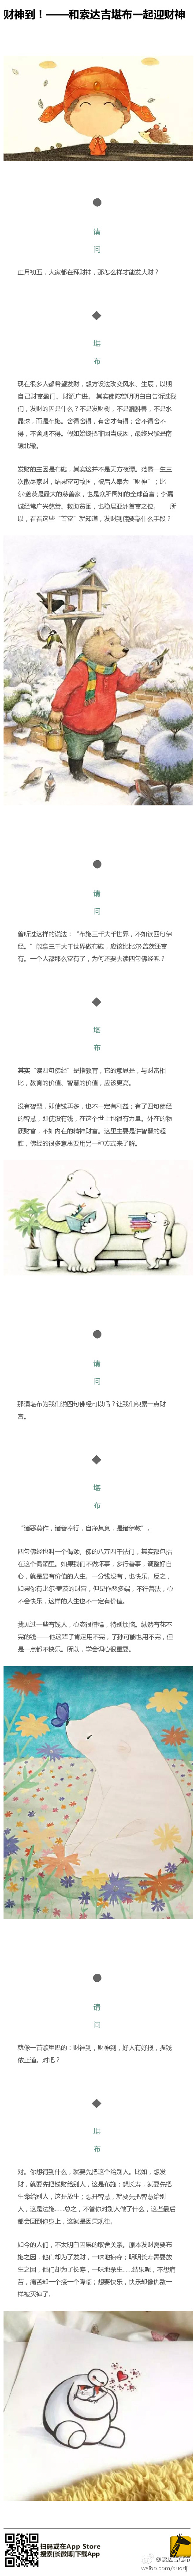 财神到！——和索达吉堪布一起迎财神
请
问
正月初五，大家都在拜财神，那怎么样才能发大财？
堪
布
现在很多人都希望发财，想方设法改变风水、生辰，以期
自己财富盈门、财源广进。 其实佛陀曾明明白白告诉过我
们，发财的因是什么？不是发财树，不是貔貅香，不是水
晶球，而是布施。舍得舍得，有舍才有得；舍不得舍不
得，不舍则不得。假如始终把非因当成因，最终只能是南
辕北辙。
发财的主因是布施，其实这并不是天方夜谭。范蠡一生三
次散尽家财，结果富可敌国，被后人奉为“财神”；比
尔·盖茨是最大的慈善家，也是众所周知的全球首富；李嘉
诚经常广兴慈善、救助贫困，也稳居亚洲首富之位。 所
以，看看这些“首富”就知道，发财到底要靠什么手段？
请
问
曾听过这样的说法：“布施三千大千世界，不如读四句佛
经。”能拿三千大千世界做布施，应该比比尔·盖茨还富
有。一个人都那么富有了，为何还要去读四句佛经呢？
堪
布
其实“读四句佛经”是指教育，它的意思是，与财富相
比，教育的价值、智慧的价值，应该更高。
没有智慧，即使钱再多，也不一定有利益；有了四句佛经
的智慧，即使没有钱，在这个世上也很有力量。外在的物
质财富，不如内在的精神财富。这里主要是讲智慧的超
胜，佛经的很多意思要用另一种方式来了解。
请
问
那请堪布为我们说四句佛经可以吗？让我们积累一点财
富。
堪
布
“诸恶莫作，诸善奉行，自净其意，是诸佛教”。
四句佛经也叫一个偈颂。佛的八万四千法门，其实都包括
在这个偈颂里。如果我们不做坏事，多行善事，调整好自
心，就是最有价值的人生。一分钱没有，也快乐。反之，
如果你有比尔·盖茨的财富，但是作恶多端，不行善法，心
不会快乐，这样的人生也不一定有价值。
我见过一些有钱人，心态很糟糕，特别烦恼。纵然有花不
完的钱——他这辈子肯定用不完，子孙可能也用不完，但
是一点都不快乐。所以，学会调心很重要。
请
问
就像一首歌里唱的：财神到，财神到，好人有好报，搵钱
依正道。对吧？
堪
布
对。你想得到什么，就要先把这个给别人。比如，想发
财，就要先把钱财给别人，这是布施；想长寿，就要先把
生命给别人，这是放生；想开智慧，就要先把智慧给别
人，这是法施……总之，不管你对别人做了什么，这些最后
都会回到你身上，这就是因果规律。
如今的人们，不太明白因果的取舍关系。原本发财需要布
施之因，他们却为了发财，一味地掠夺；明明长寿需要放
生之因，他们却为了长寿，一味地杀生……结果呢，不想痛
苦，痛苦却一个接一个降临；想要快乐，快乐却像仇敌一
样被灭掉了。
扫码或在App Store
搜索[长微博]下载App
weibo.com/suodj